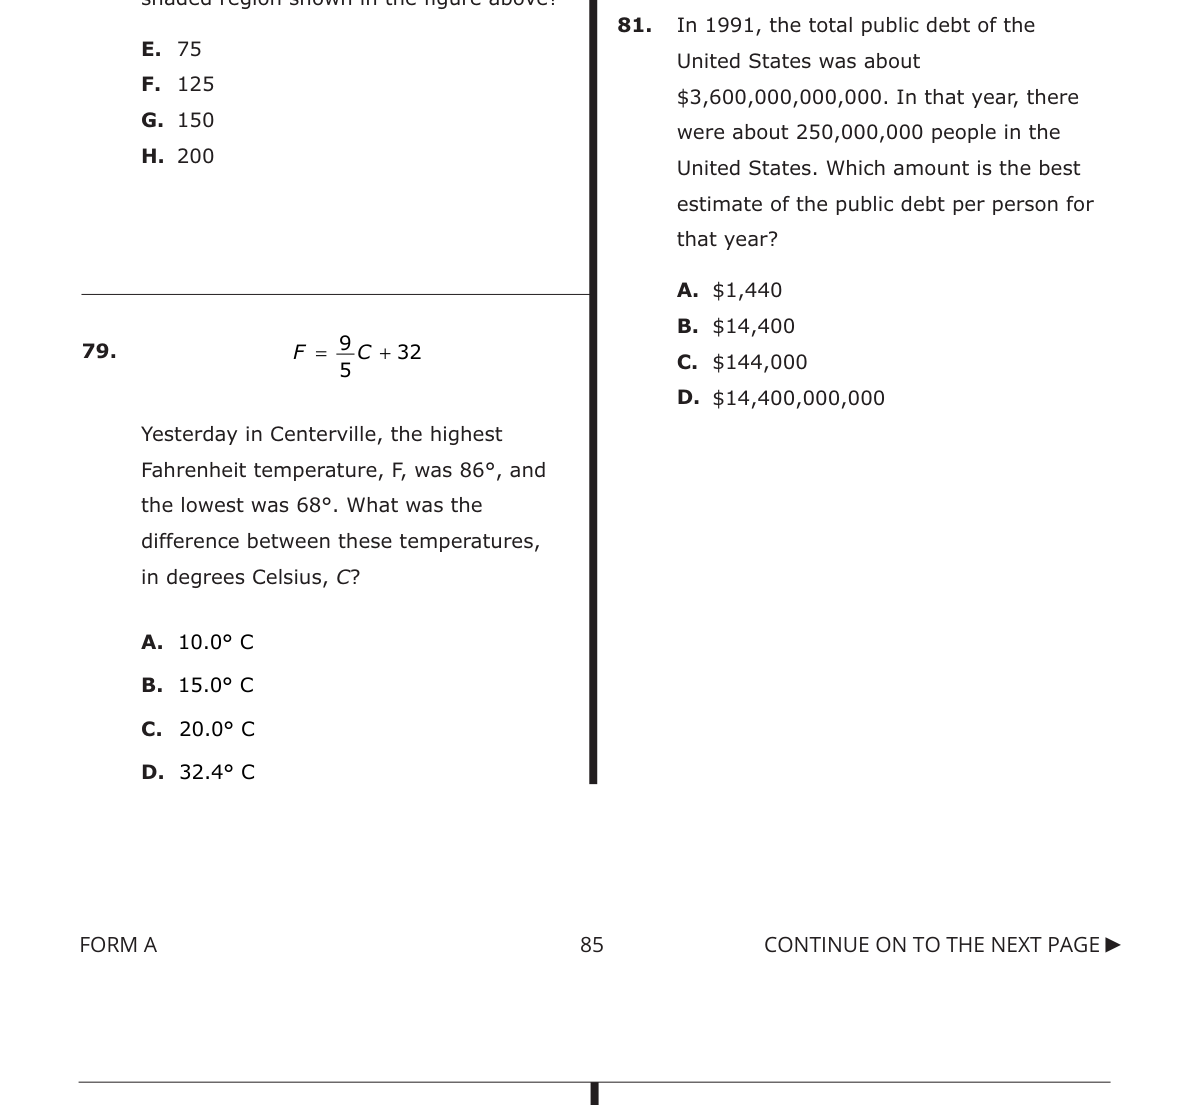 shaded region shown in the figure above?
E. 75
F. 125
G. 150
H. 200
79.
F = 9/5 C + 32
Yesterday in Centerville, the highest
Fahrenheit temperature, F, was 86°, and
the lowest was 68°. What was the
difference between these temperatures,
in degrees Celsius, C?
A. 10.0° C
B. 15.0° C
C. 20.0° C
D. 32.4° C
81. In 1991, the total public debt of the
United States was about
$3,600,000,000,000. In that year, there
were about 250,000,000 people in the
United States. Which amount is the best
estimate of the public debt per person for
that year?
A. $1,440
B. $14,400
C. $144,000
D. $14,400,000,000
FORM A
85
CONTINUE ON TO THE NEXT PAGE ▶